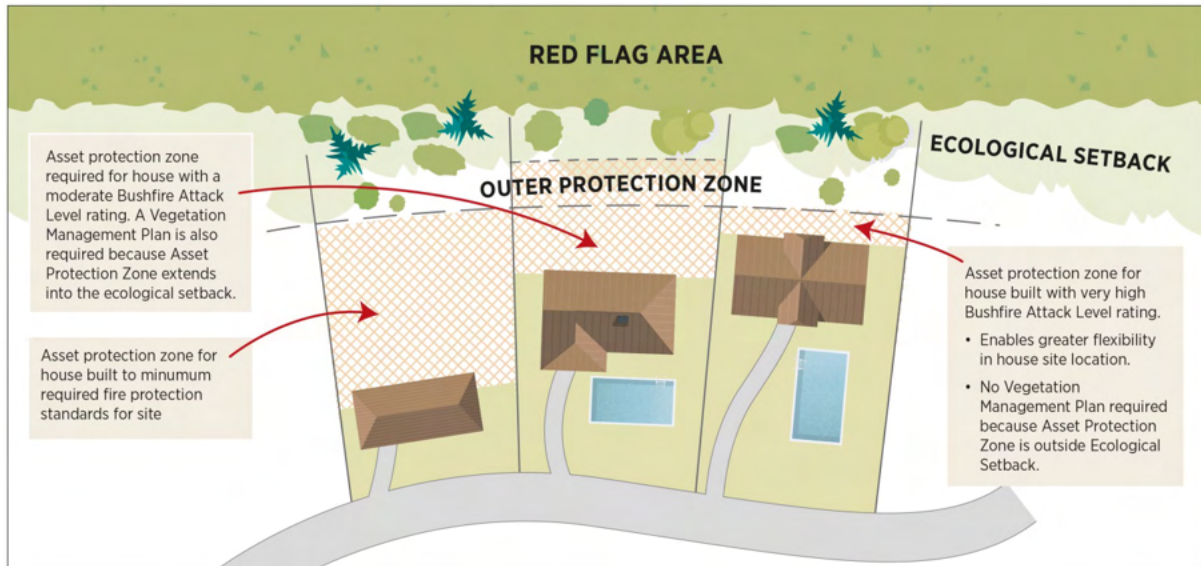 RED FLAG AREA
ECOLOGICAL SETBACK
OUTER PROTECTION ZONE
Asset protection zone
required for house with a
moderate Bushfire Attack
Level rating. A Vegetation
Management Plan is also
required because Asset
Protection Zone extends
into the ecological setback.
Asset protection zone for
house built to minumum
required fire protection
standards for site
Asset protection zone for
house built with very high
Bushfire Attack Level rating.
• Enables greater flexibility
in house site location.
• No Vegetation
Management Plan required
because Asset Protection
Zone is outside Ecological
Setback.